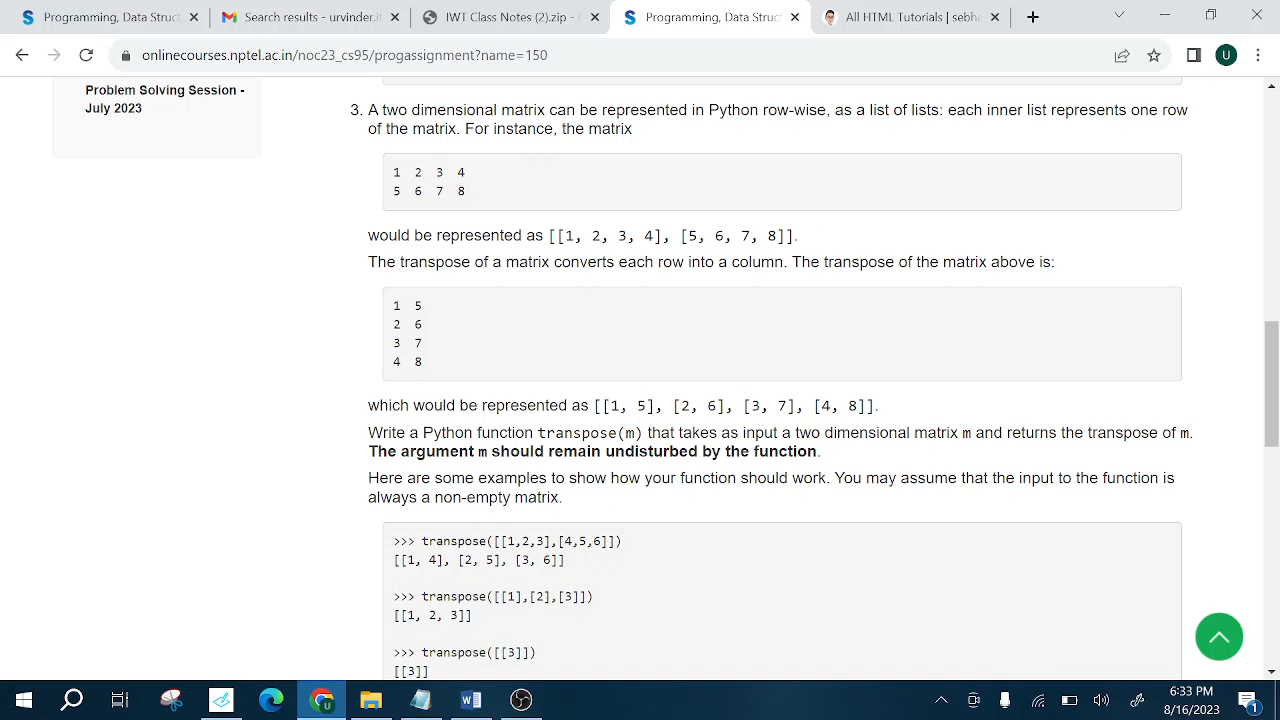 Programming, Data Struct
Search results - urvinder.
IWT Class Notes (2).zip -
Programming, Data Struct
All HTML Tutorials | sebh
onlinecourses.nptel.ac.in/noc23_cs95/progassignment?name=150
U
Problem Solving Session -
July 2023
3. A two dimensional matrix can be represented in Python row-wise, as a list of lists: each inner list represents one row
of the matrix. For instance, the matrix
1 2 3 4
5 6 7 8
would be represented as [[1, 2, 3, 4], [5, 6, 7, 8]].
The transpose of a matrix converts each row into a column. The transpose of the matrix above is:
1 5
2 6
3 7
4 8
which would be represented as [[1, 5], [2, 6], [3, 7], [4, 8]].
Write a Python function transpose(m) that takes as input a two dimensional matrix m and returns the transpose of m.
The argument m should remain undisturbed by the function.
Here are some examples to show how your function should work. You may assume that the input to the function is
always a non-empty matrix.
>>> transpose([[1,2,3],[4,5,6]])
[[1, 4], [2, 5], [3, 6]]
>>> transpose([[1],[2],[3]])
[[1, 2, 3]]
>>> transpose([[3]])
[[3]]
6:33 PM
8/16/2023
1